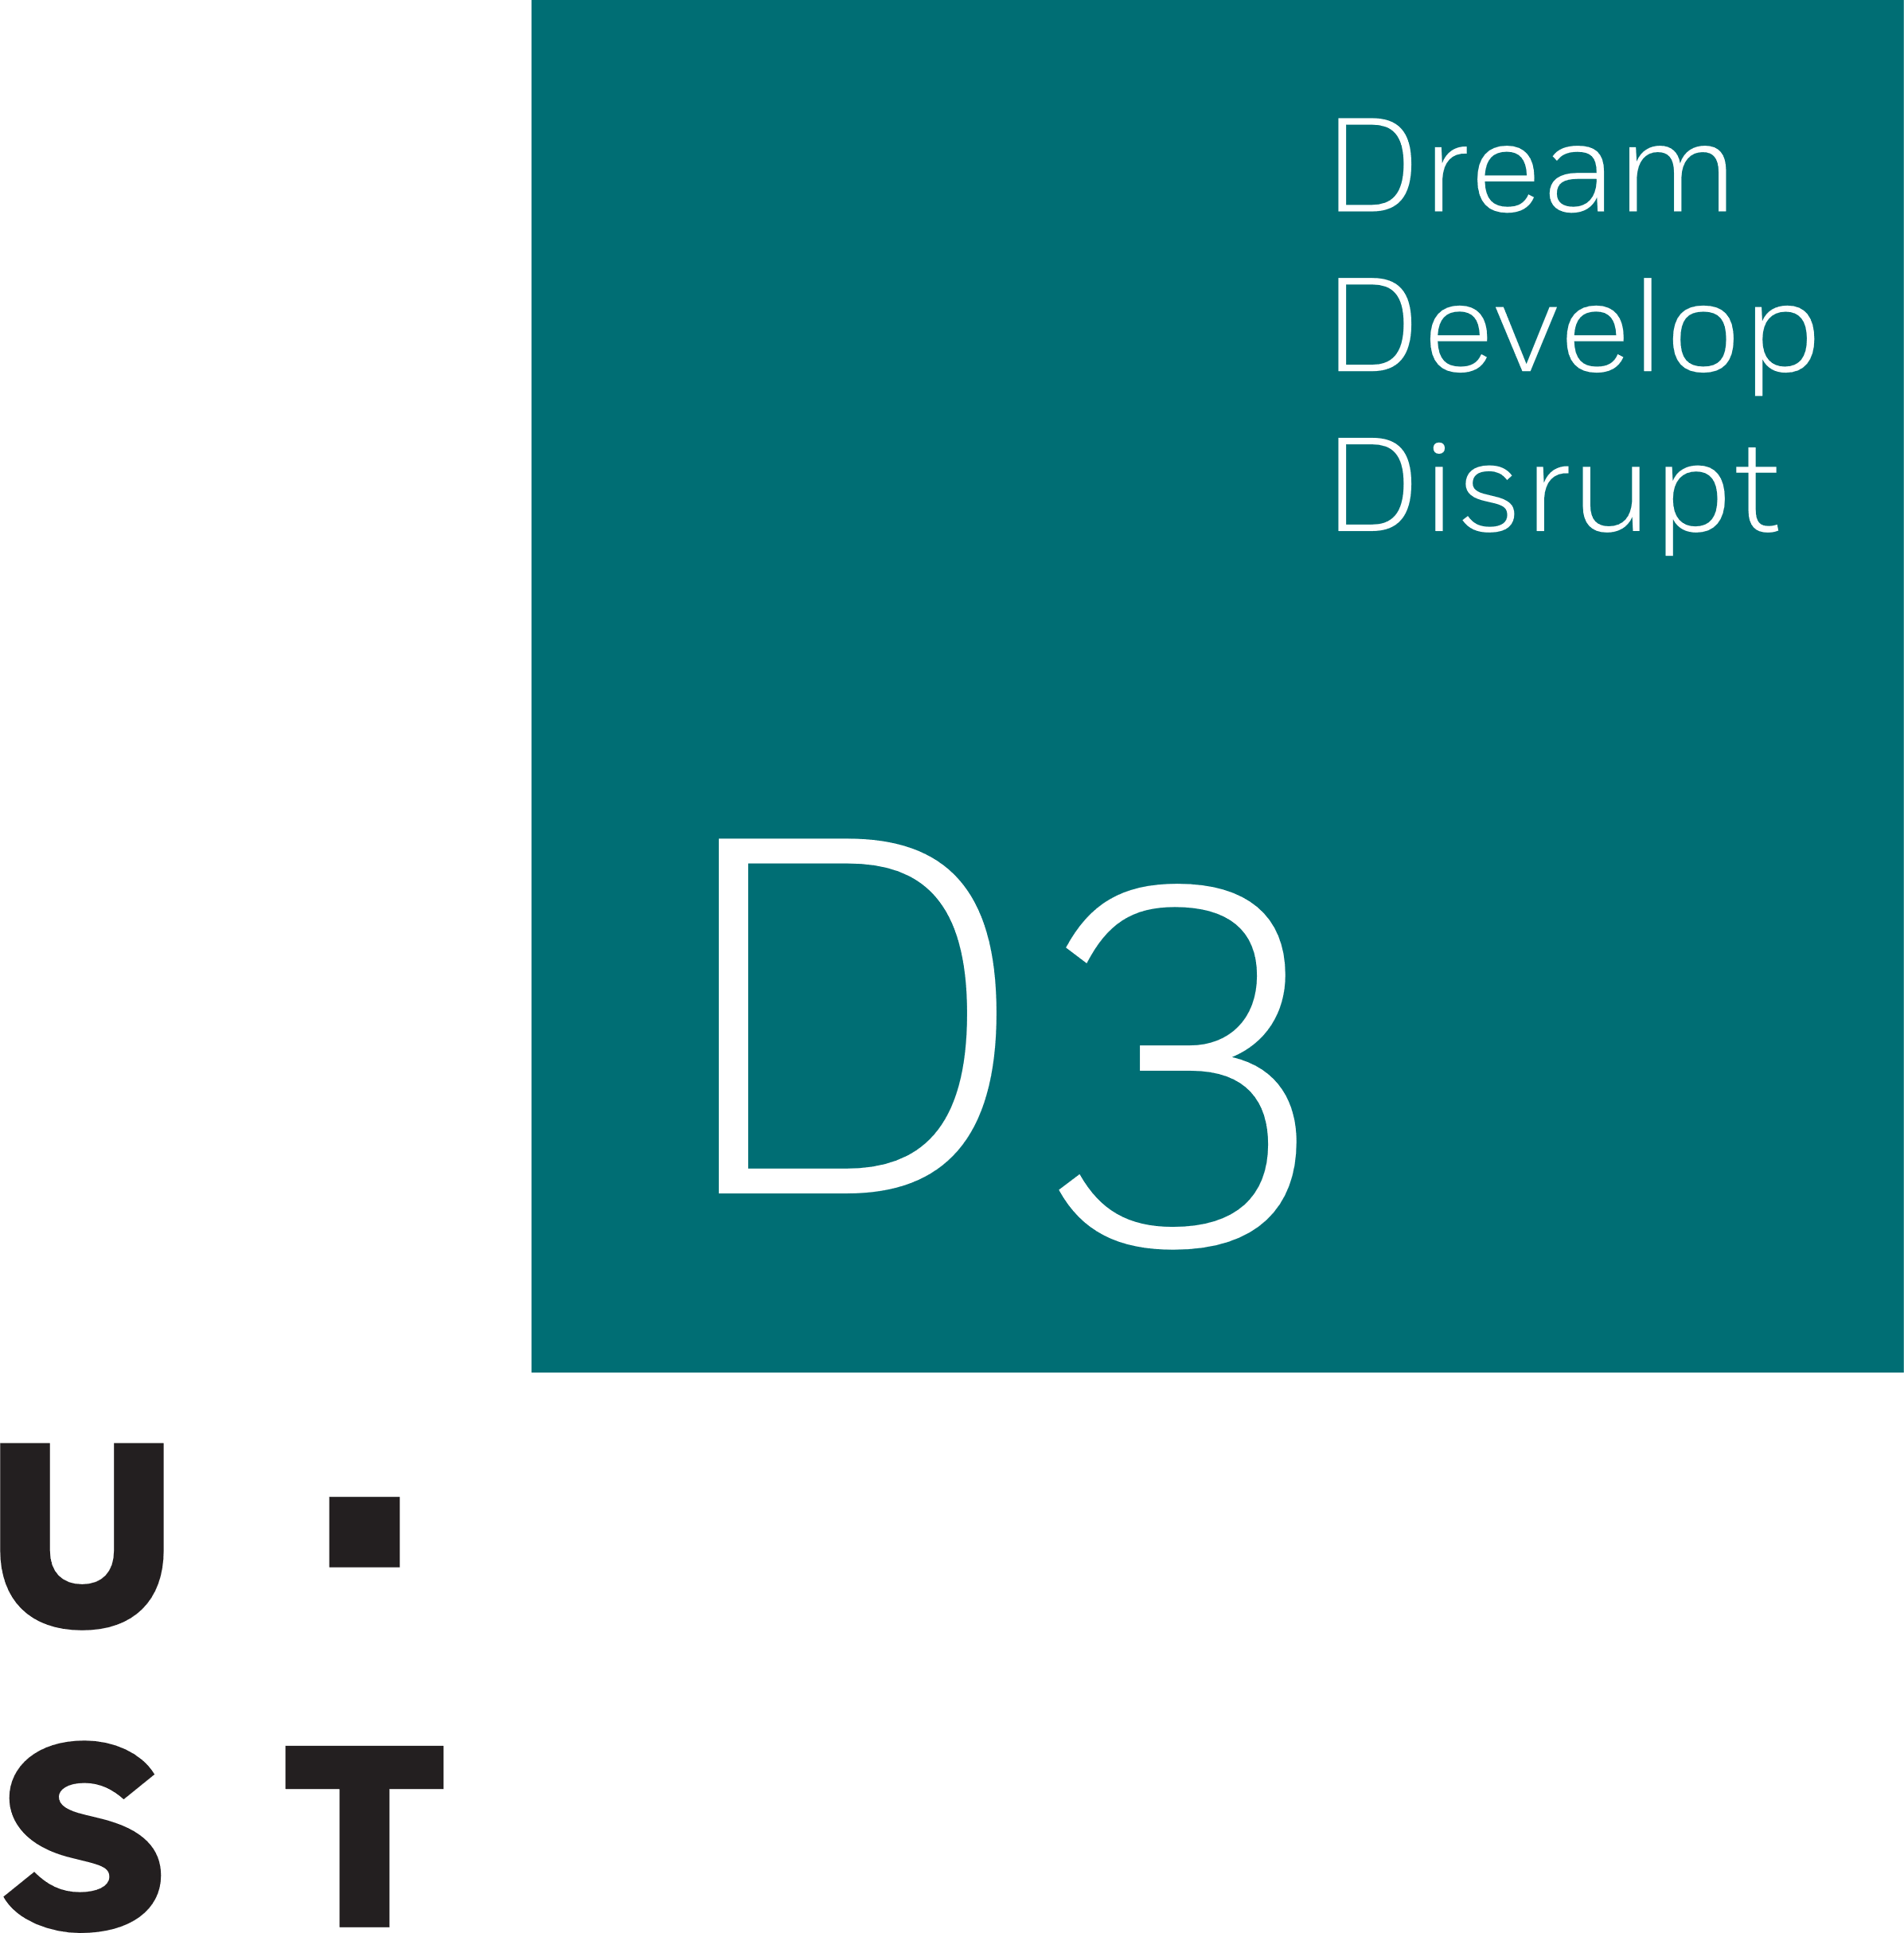 Dream
Develop
Disrupt
D3
U ▪
S T